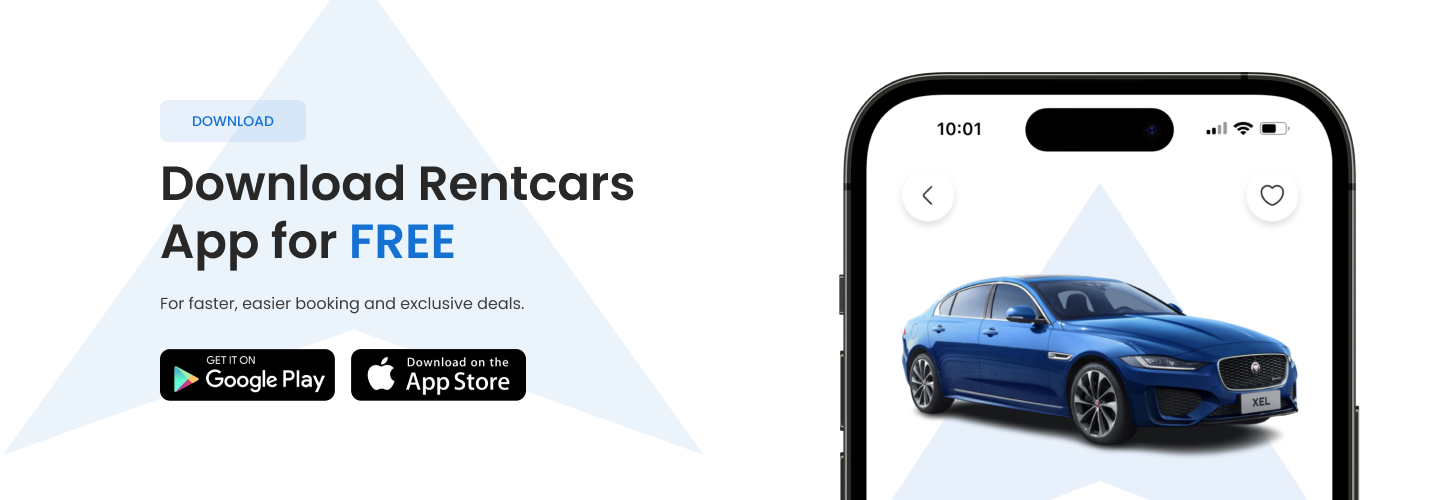 DOWNLOAD
Download Rentcars
App for FREE
For faster, easier booking and exclusive deals.
GET IT ON
Google Play
Download on the
App Store
10:01
XEL